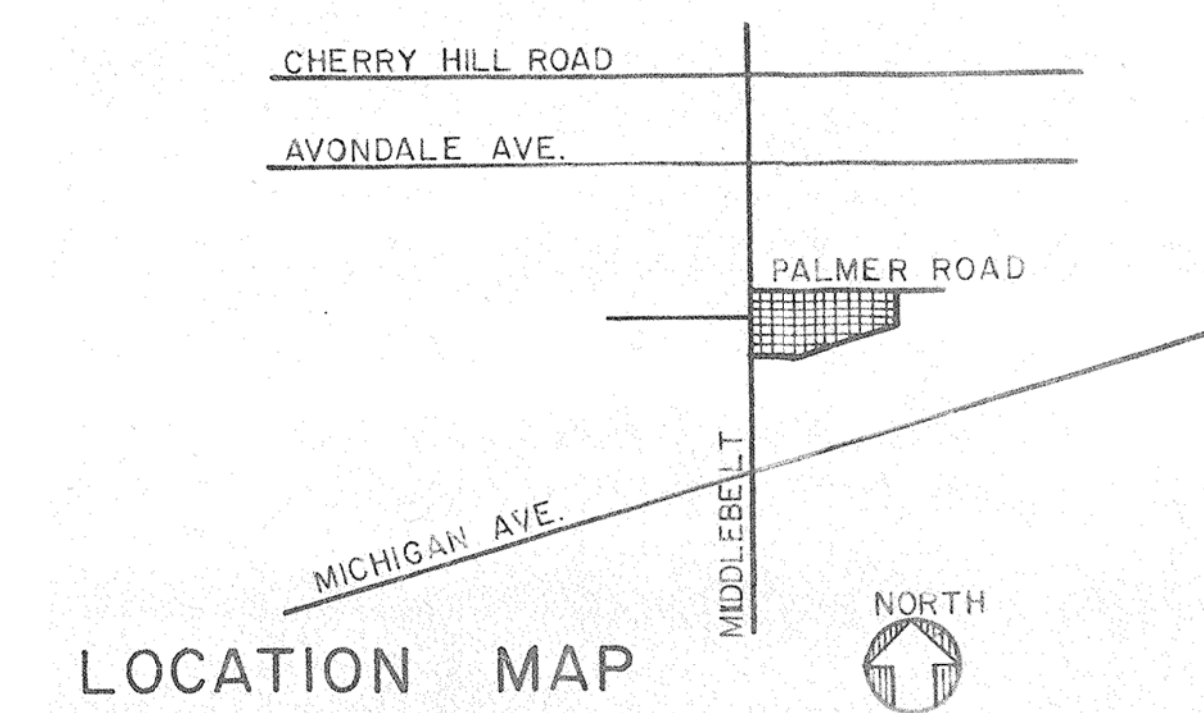 CHERRY HILL ROAD
AVONDALE AVE.
PALMER ROAD
MIDDLEBELT
MICHIGAN AVE.
NORTH
LOCATION MAP